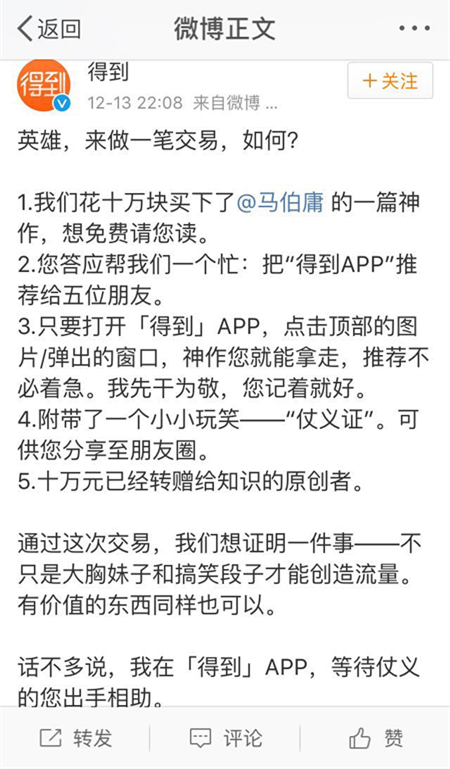 返回
微博正文
得到
得到
12-13 22:08 来自微博 ...
+关注
英雄，来做一笔交易，如何？
1.我们花十万块买下了@马伯庸 的一篇神
作，想免费请您读。
2.您答应帮我们一个忙：把“得到APP”推
荐给五位朋友。
3.只要打开「得到」APP，点击顶部的图
片/弹出的窗口，神作您就能拿走，推荐不
必着急。我先干为敬，您记着就好。
4.附带了一个小小玩笑——“仗义证”。可
供您分享至朋友圈。
5.十万元已经转赠给知识的原创者。
通过这次交易，我们想证明一件事——不
只是大胸妹子和搞笑段子才能创造流量。
有价值的东西同样也可以。
话不多说，我在「得到」APP，等待仗义
的您出手相助。
转发
评论
赞